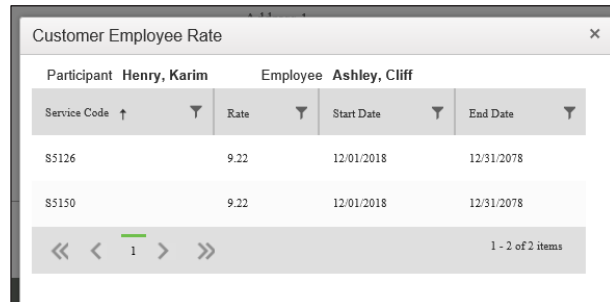 Customer Employee Rate ×
Participant Henry, Karim Employee Ashley, Cliff
Service Code ↑ Rate Start Date End Date
S5126 9.22 12/01/2018 12/31/2078
S5150 9.22 12/01/2018 12/31/2078
1 1 - 2 of 2 items